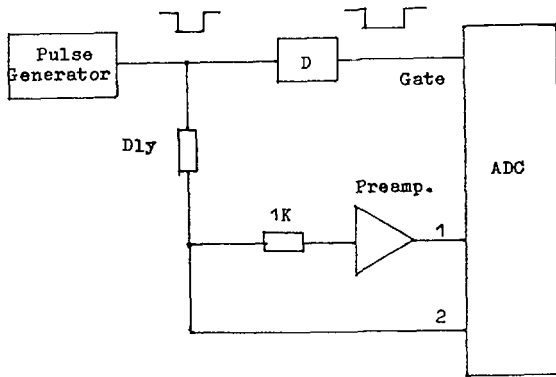 Pulse
Generator
D
Gate
Dly
ADC
Preamp.
1K
1
2